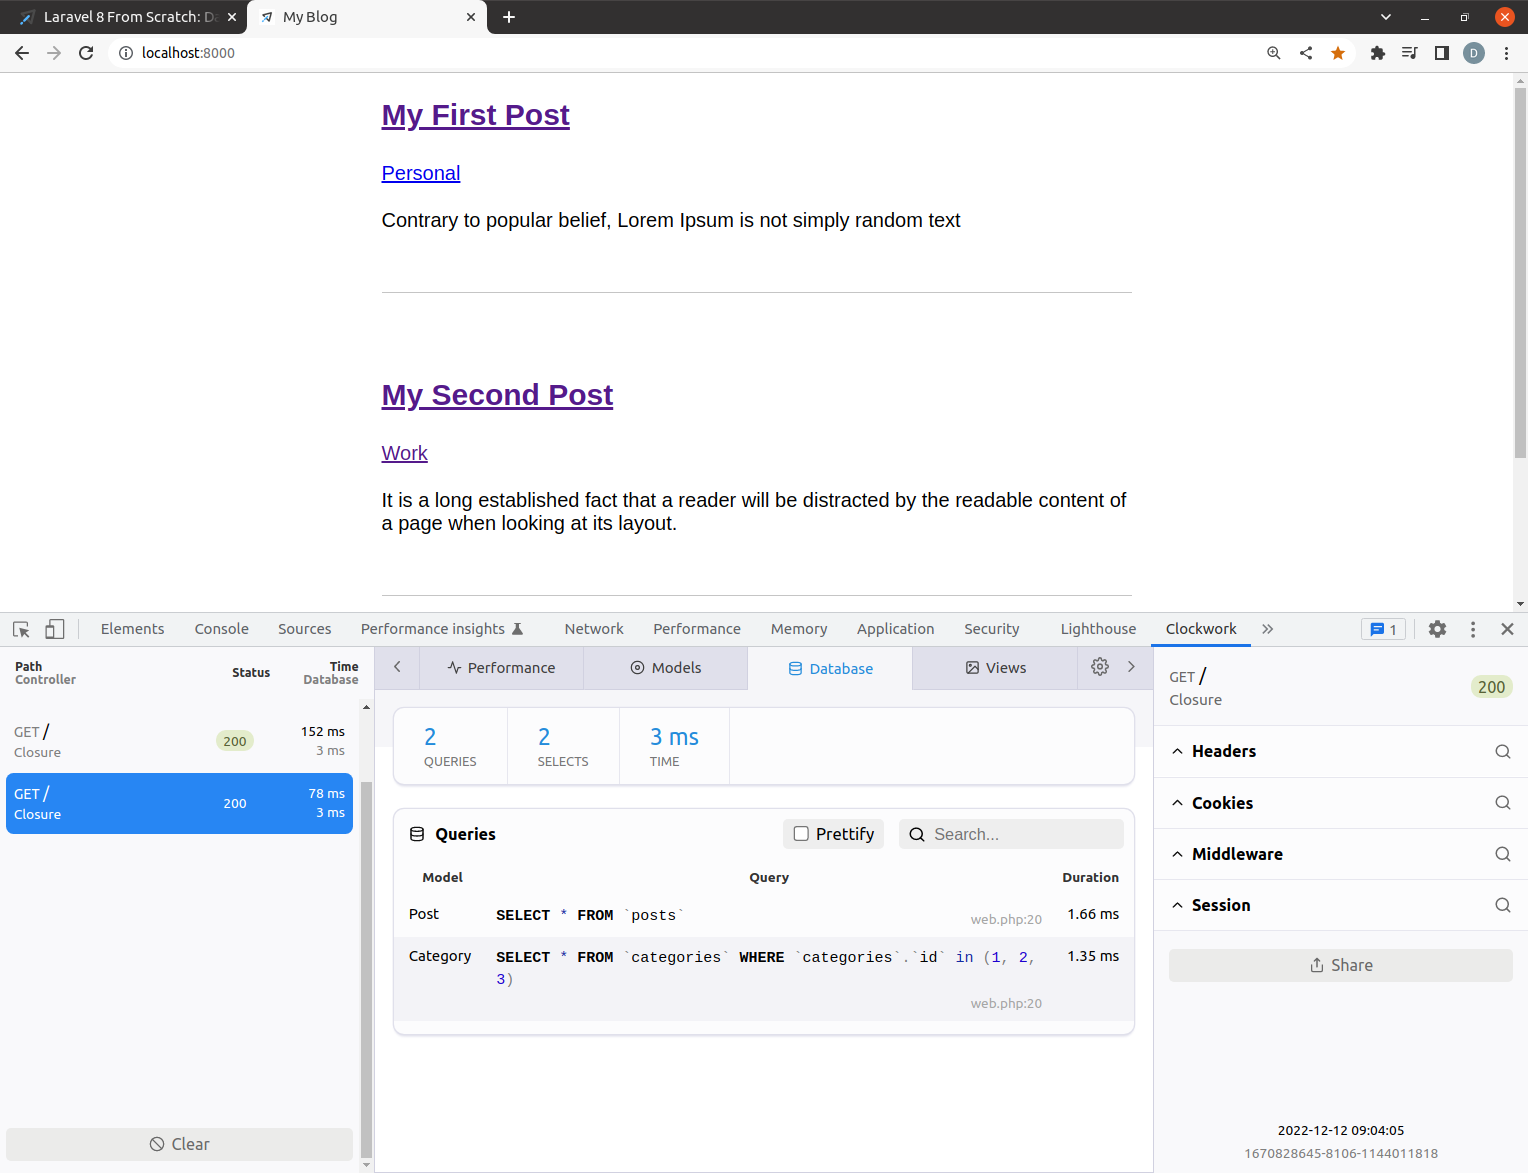 Laravel 8 From Scratch: Da
My Blog
localhost:8000
D
My First Post
Personal
Contrary to popular belief, Lorem Ipsum is not simply random text
My Second Post
Work
It is a long established fact that a reader will be distracted by the readable content of
a page when looking at its layout.
Elements Console Sources Performance insights Network Performance Memory Application Security Lighthouse Clockwork 1
Path Status Time
Controller Database
GET / 200 152 ms
Closure 3 ms
GET / 200 78 ms
Closure 3 ms
Clear
Performance Models Database Views
2 2 3 ms
QUERIES SELECTS TIME
Queries Prettify Search...
Model Query Duration
Post SELECT * FROM `posts` web.php:20 1.66 ms
Category SELECT * FROM `categories` WHERE `categories`.`id` in (1, 2, 1.35 ms
3)
web.php:20
GET / 200
Closure
Headers
Cookies
Middleware
Session
Share
2022-12-12 09:04:05
1670828645-8106-1144011818